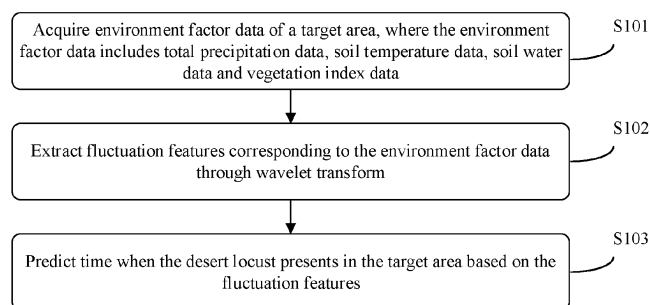 Acquire environment factor data of a target area, where the environment
factor data includes total precipitation data, soil temperature data, soil water
data and vegetation index data
S101
Extract fluctuation features corresponding to the environment factor data
through wavelet transform
S102
Predict time when the desert locust presents in the target area based on the
fluctuation features
S103